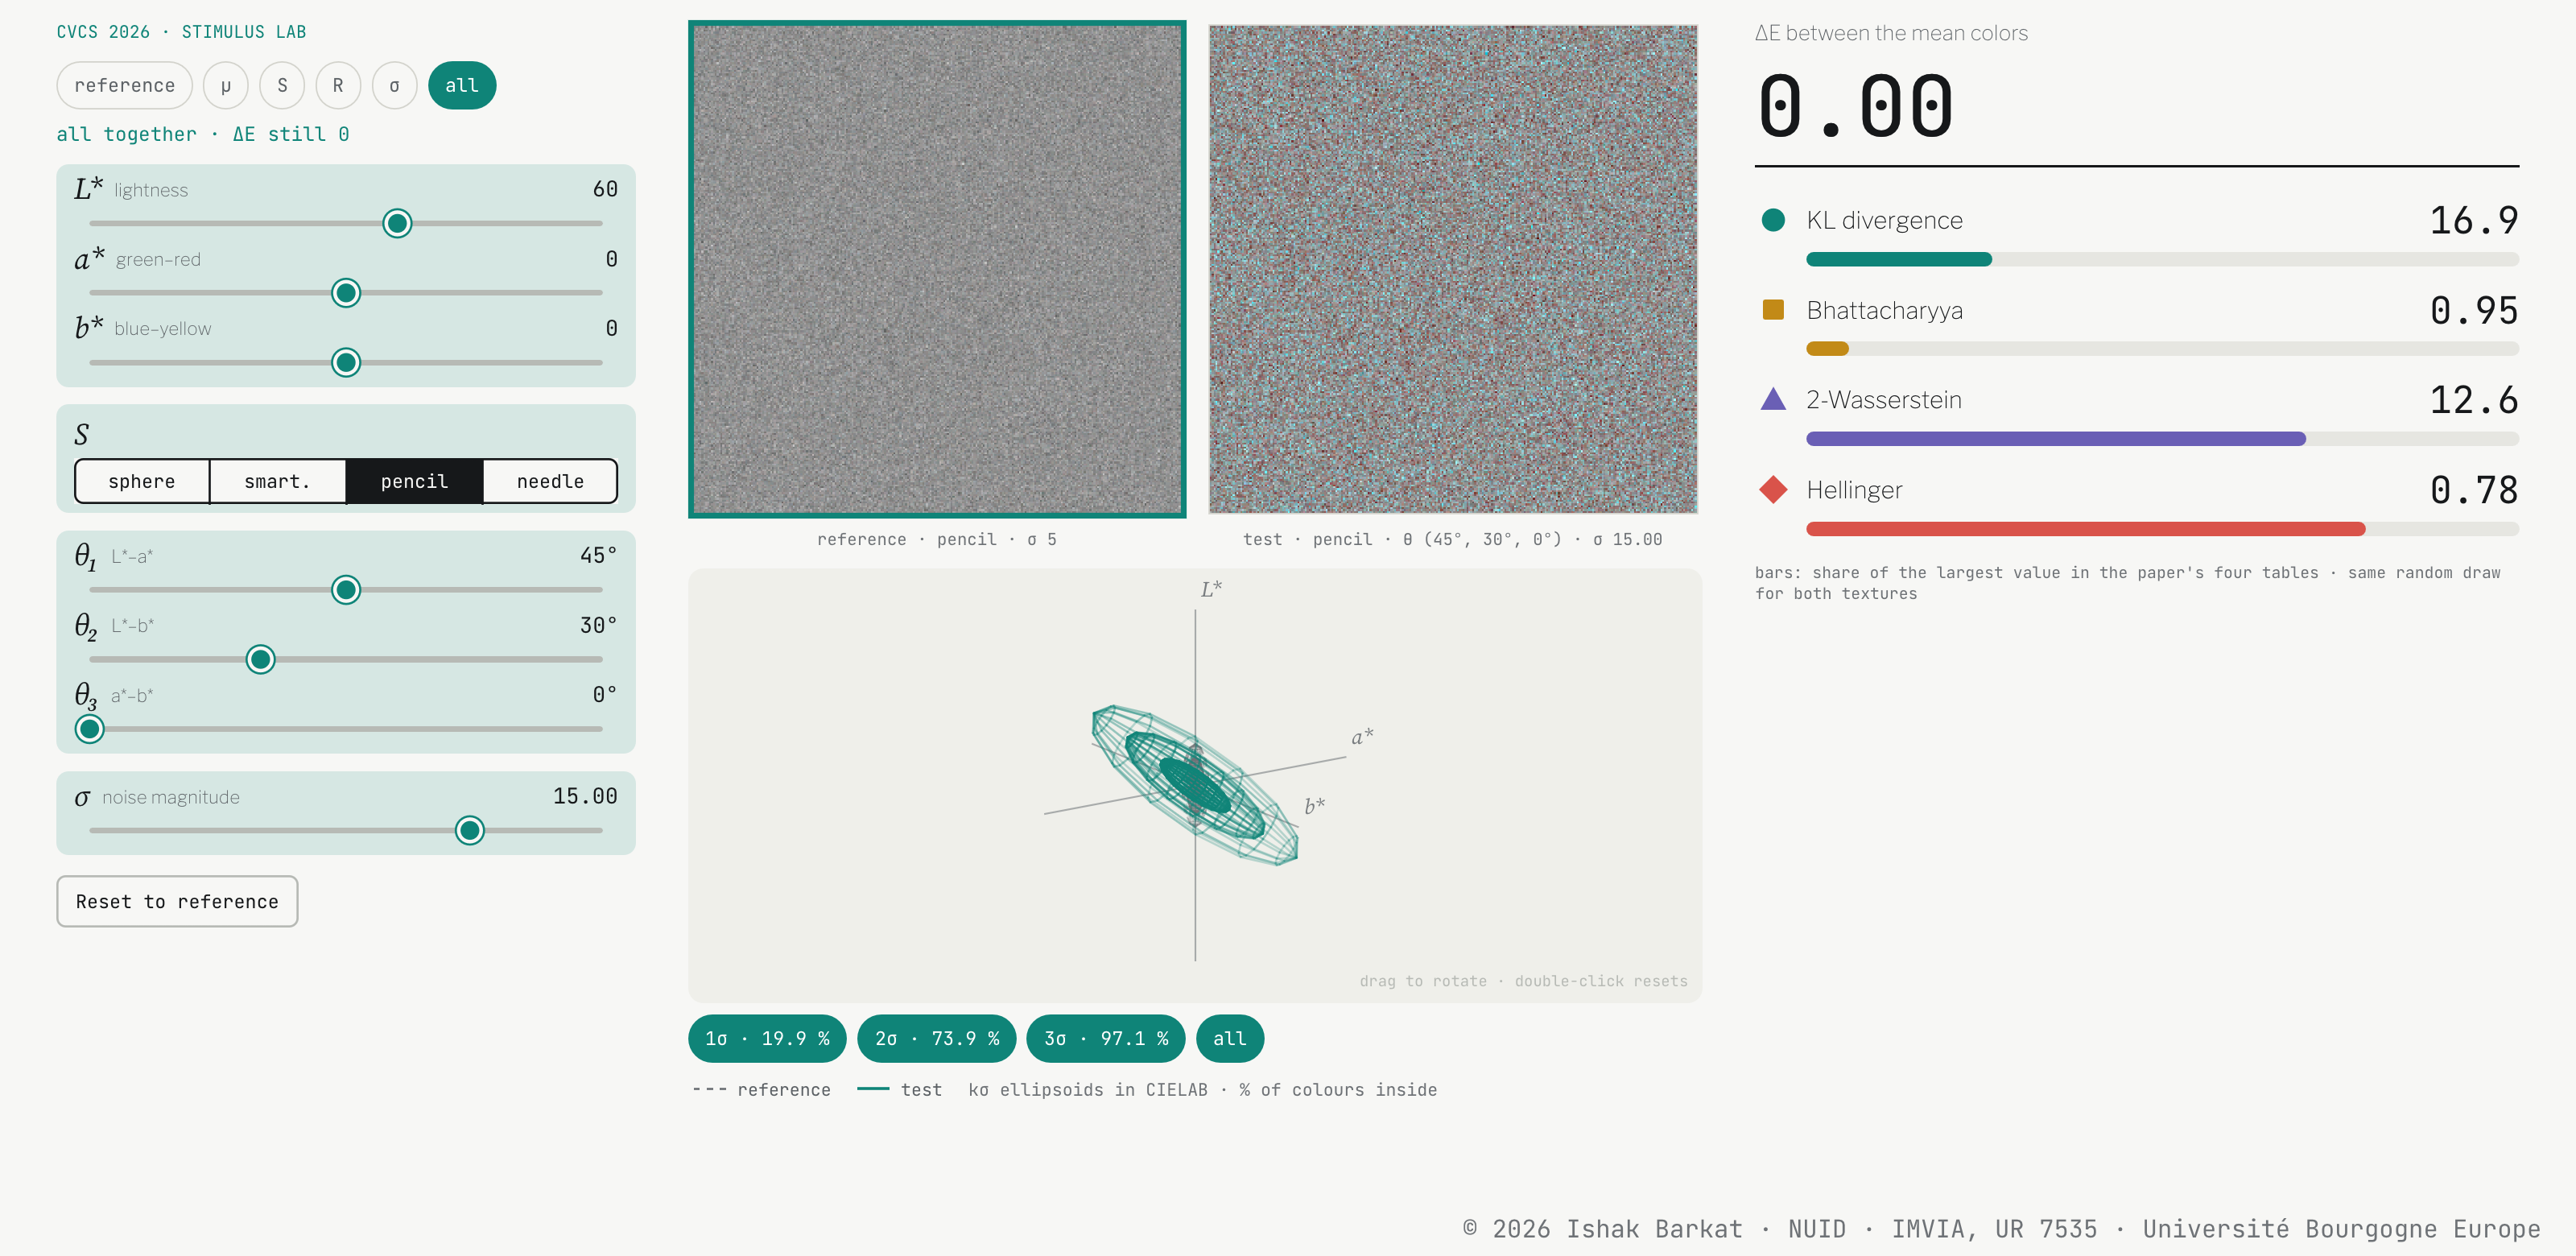 CVCS 2026 · STIMULUS LAB
reference μ S R σ all
all together · ΔE still 0
L* lightness 60
a* green–red 0
b* blue–yellow 0
S
sphere smart. pencil needle
θ1 L*–a* 45°
θ2 L*–b* 30°
θ3 a*–b* 0°
σ noise magnitude 15.00
Reset to reference
reference · pencil · σ 5
test · pencil · θ (45°, 30°, 0°) · σ 15.00
L*
a*
b*
drag to rotate · double-click resets
1σ · 19.9 % 2σ · 73.9 % 3σ · 97.1 % all
reference test kσ ellipsoids in CIELAB · % of colours inside
ΔE between the mean colors
0.00
KL divergence 16.9
Bhattacharyya 0.95
2-Wasserstein 12.6
Hellinger 0.78
bars: share of the largest value in the paper's four tables · same random draw
for both textures
© 2026 Ishak Barkat · NUID · IMVIA, UR 7535 · Université Bourgogne Europe